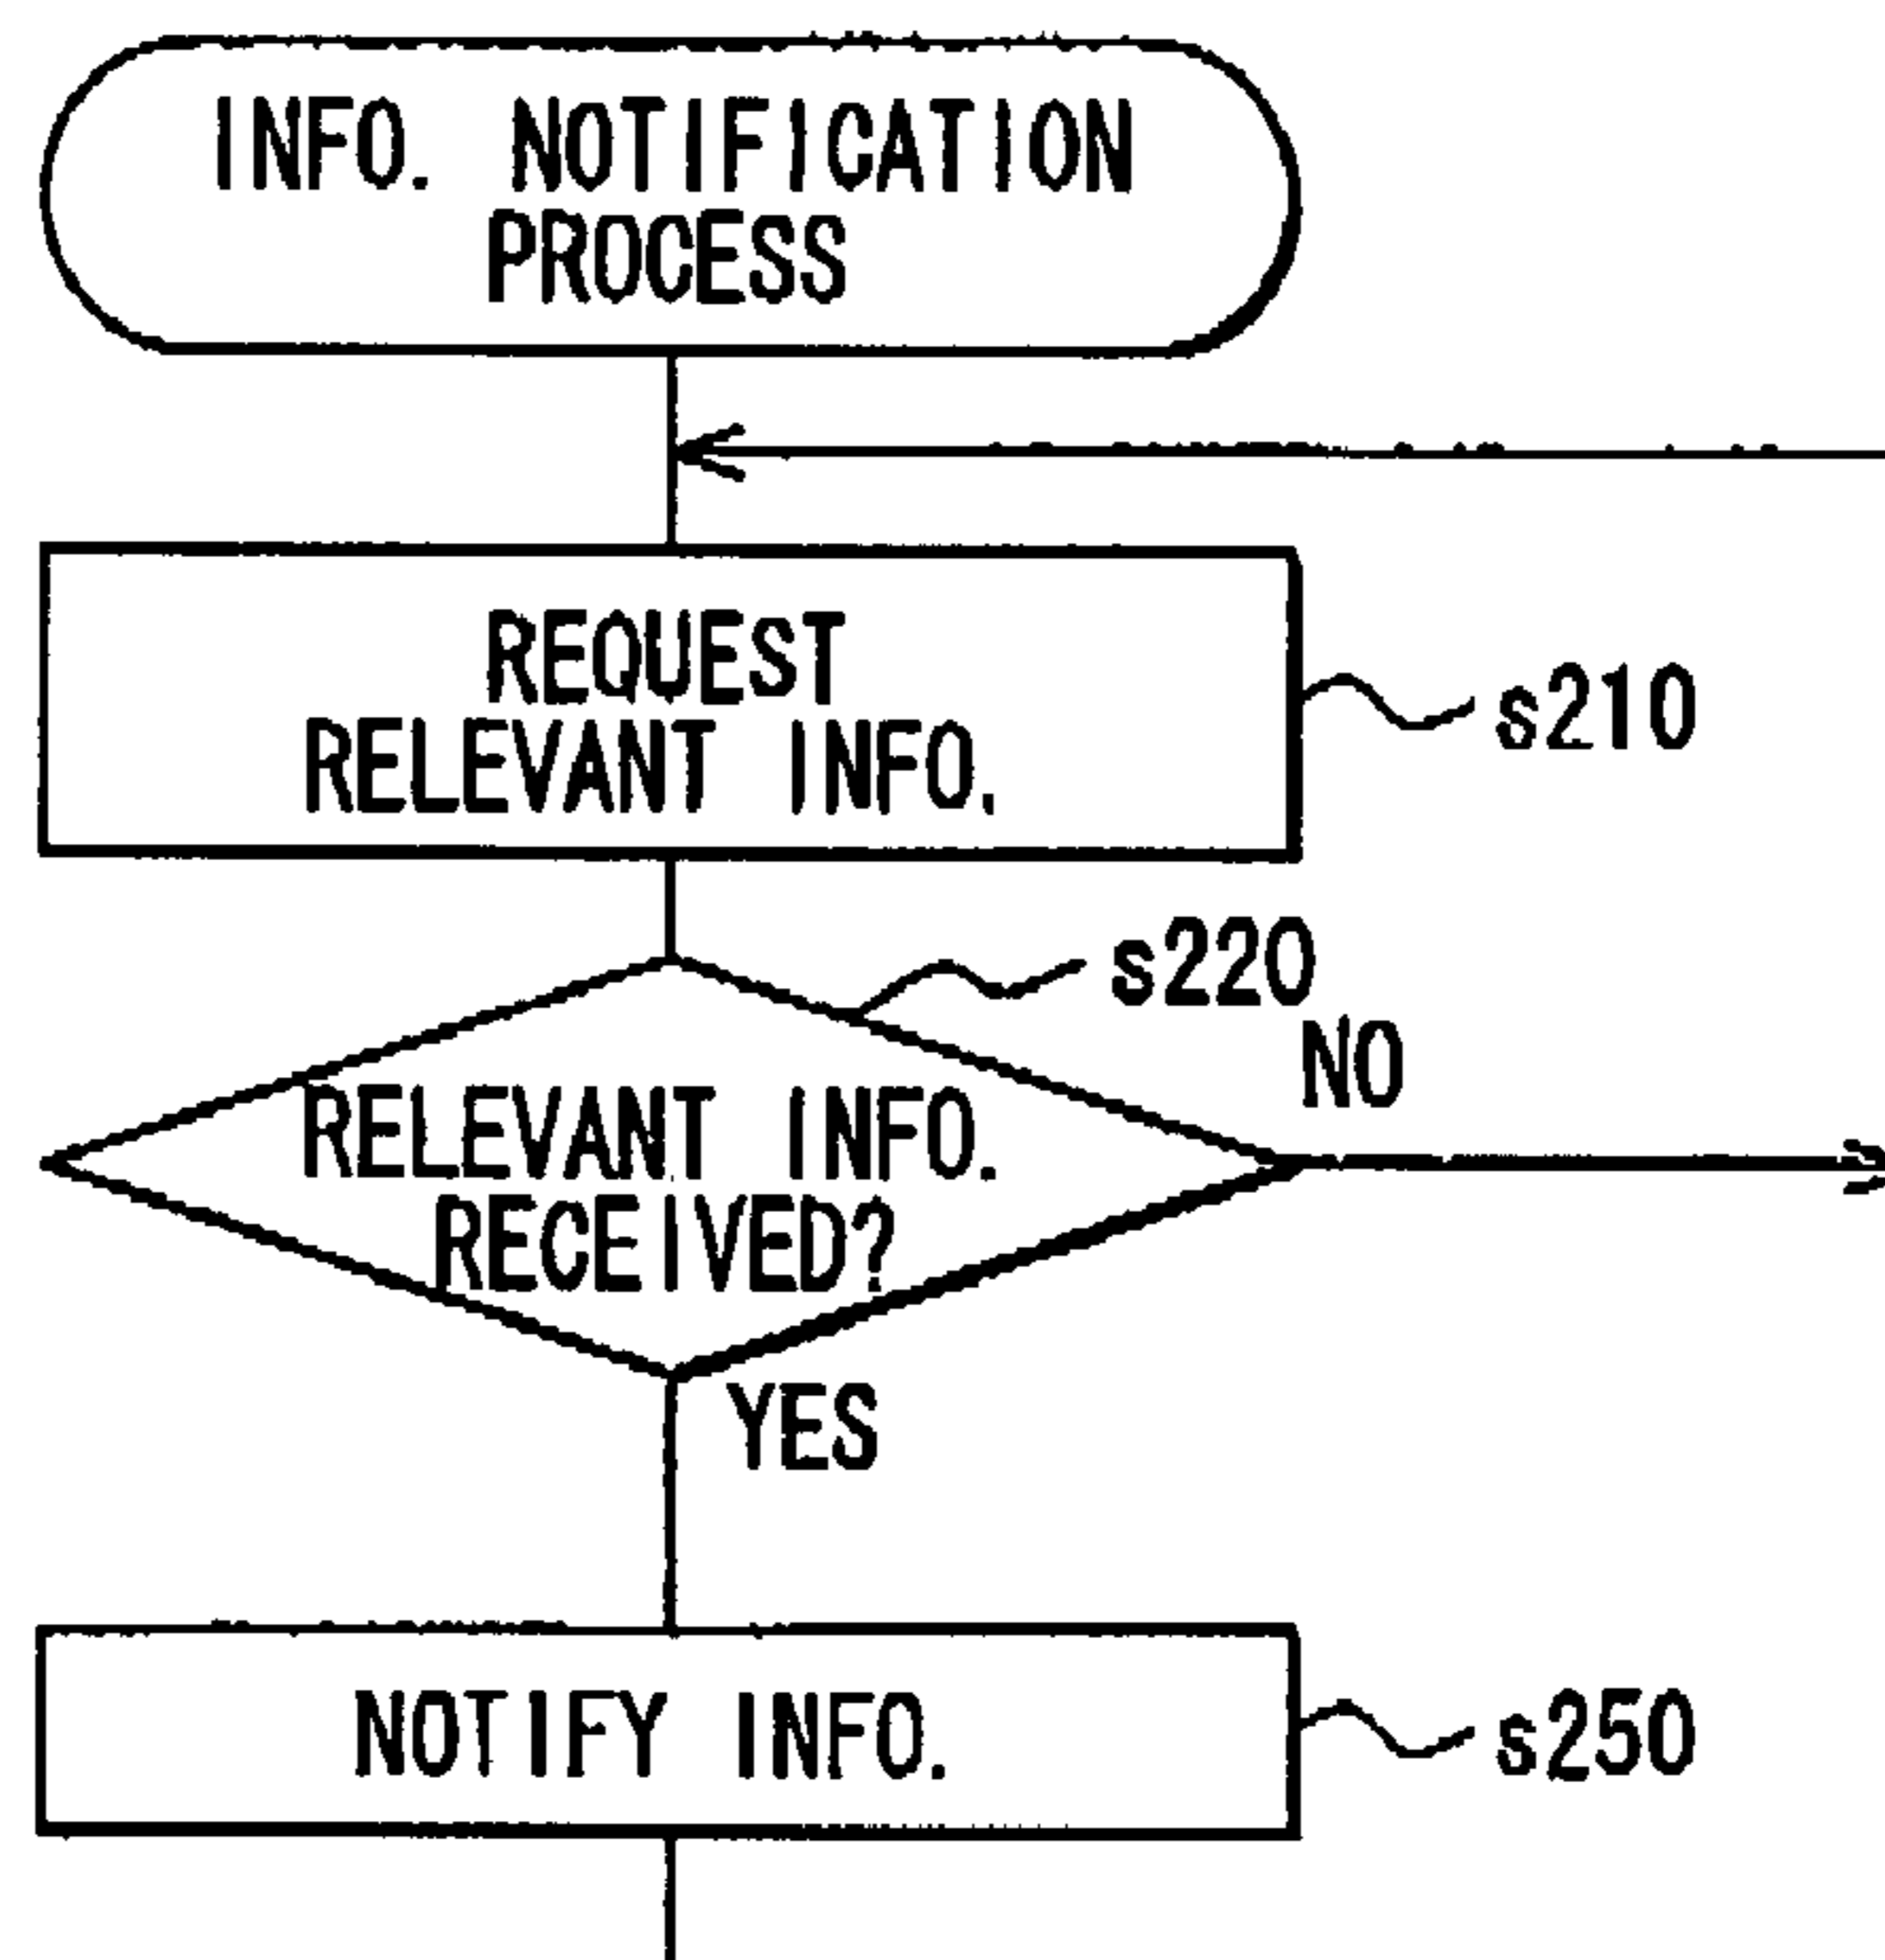 INFO. NOTIFICATION
PROCESS
REQUEST
RELEVANT INFO.
s210
s220
NO
RELEVANT INFO.
RECEIVED?
YES
NOTIFY INFO.
s250